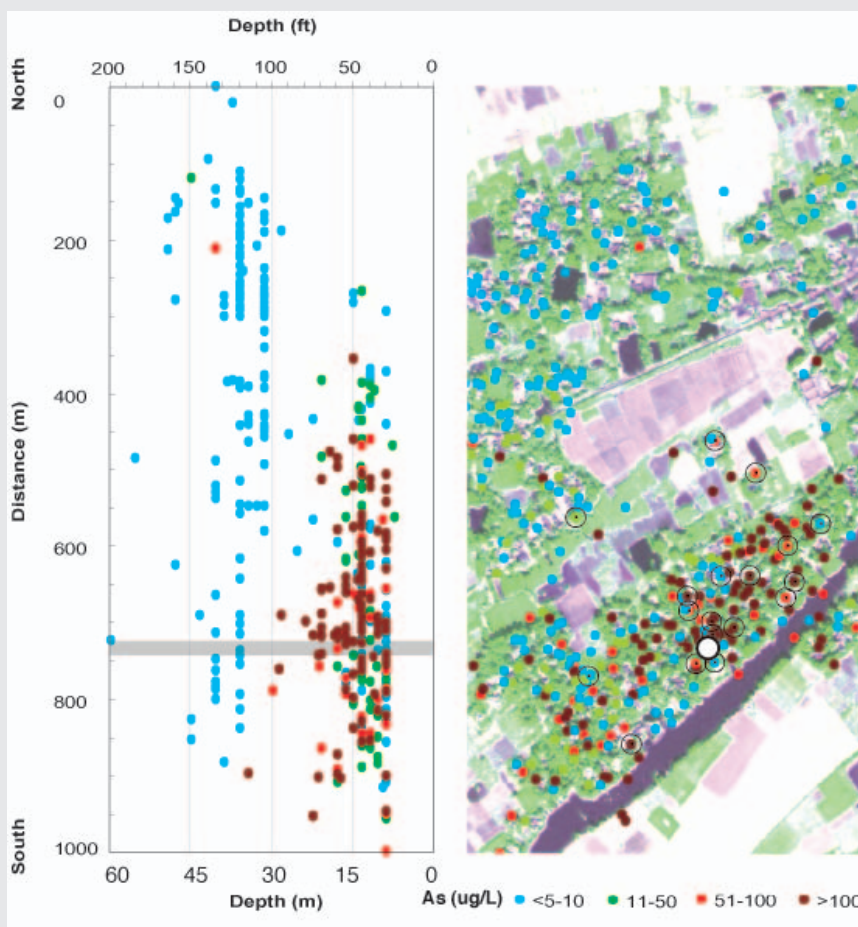 Depth (ft)
200 150 100 50 0
North
0
200
400
Distance (m)
600
800
1000
South
60 45 30 15 0
Depth (m)
As (ug/L) <5-10 11-50 51-100 >100